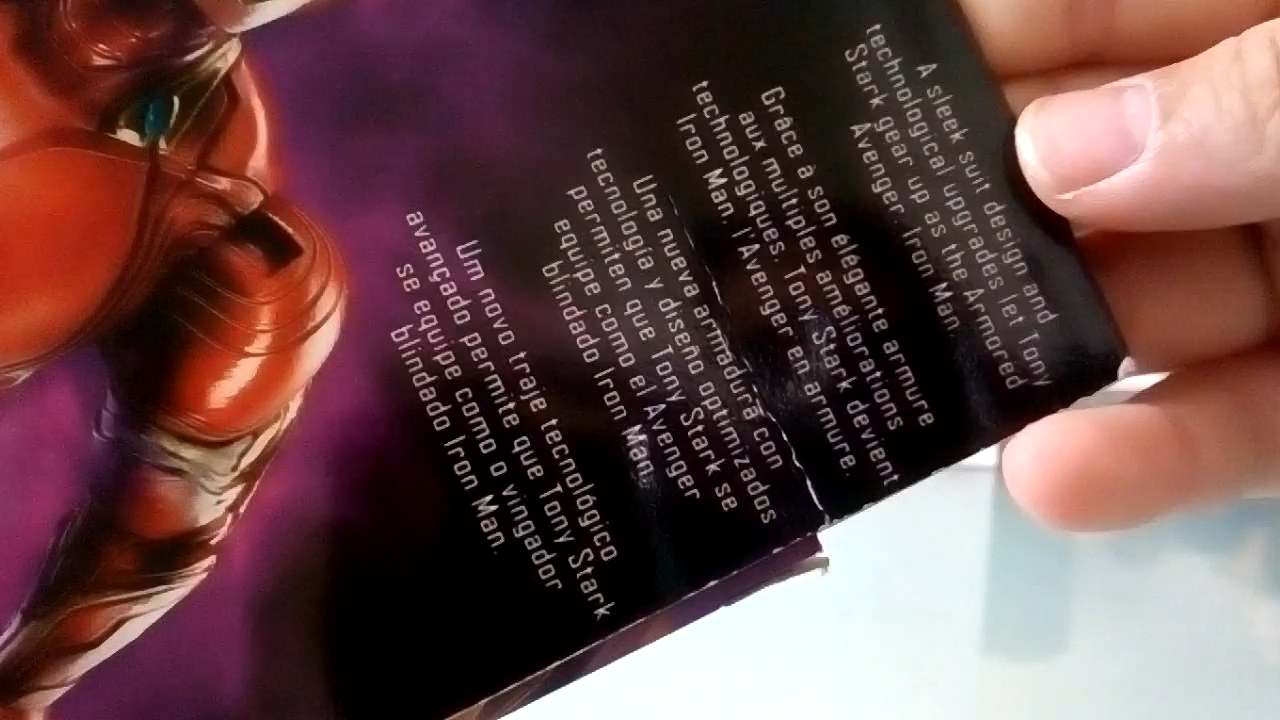 A sleek suit design and
technological upgrades let Tony
Stark gear up as the Armored
Avenger, Iron Man.
Grâce à son élégante armure
aux multiples améliorations
technologiques, Tony Stark devient
Iron Man, l'Avenger en armure.
Una nueva armadura con
tecnología y diseño optimizados
permiten que Tony Stark se
equipe como el Avenger
blindado Iron Man.
Um novo traje tecnológico
avançado permite que Tony Stark
se equipe como o vingador
blindado Iron Man.